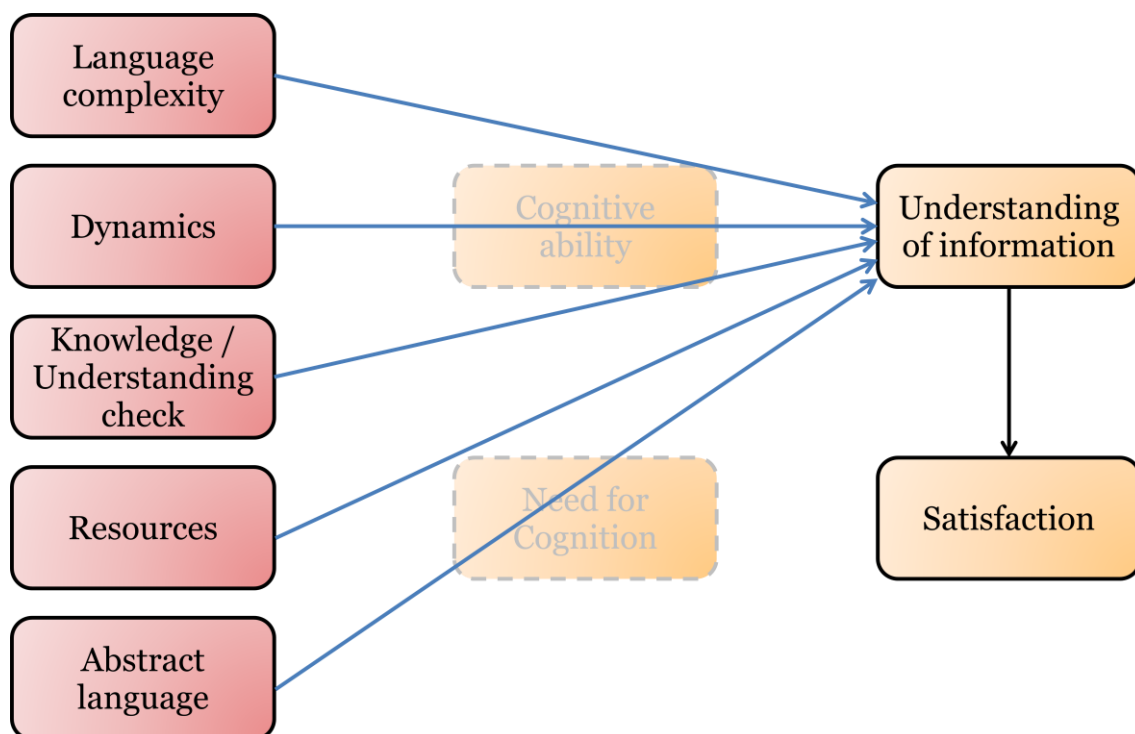 Language
complexity
Dynamics
Knowledge /
Understanding
check
Resources
Abstract
language
Cognitive
ability
Need for
Cognition
Understanding
of information
Satisfaction